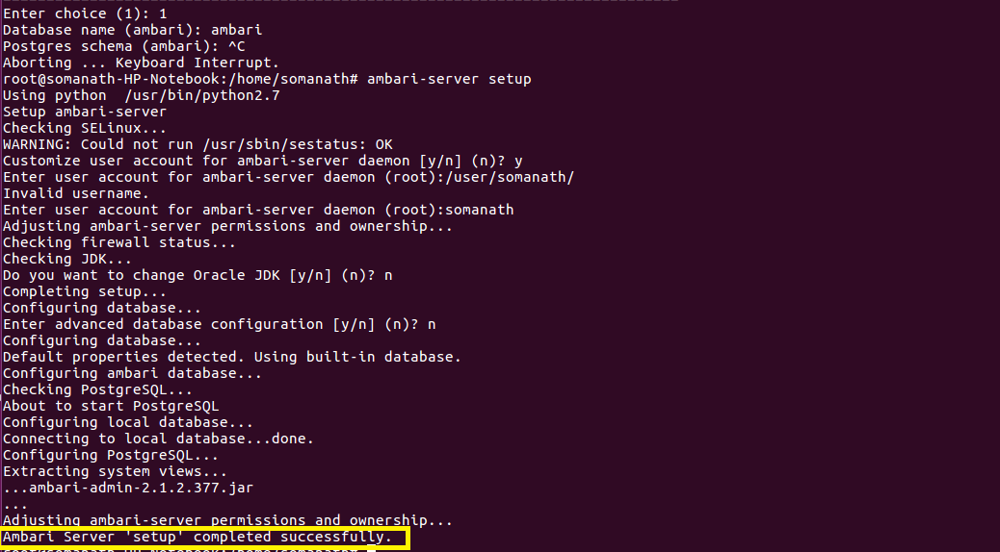 Enter choice (1): 1
Database name (ambari): ambari
Postgres schema (ambari): ^C
Aborting ... Keyboard Interrupt.
root@somanath-HP-Notebook:/home/somanath# ambari-server setup
Using python  /usr/bin/python2.7
Setup ambari-server
Checking SELinux...
WARNING: Could not run /usr/sbin/sestatus: OK
Customize user account for ambari-server daemon [y/n] (n)? y
Enter user account for ambari-server daemon (root):/user/somanath/
Invalid username.
Enter user account for ambari-server daemon (root):somanath
Adjusting ambari-server permissions and ownership...
Checking firewall status...
Checking JDK...
Do you want to change Oracle JDK [y/n] (n)? n
Completing setup...
Configuring database...
Enter advanced database configuration [y/n] (n)? n
Configuring database...
Default properties detected. Using built-in database.
Configuring ambari database...
Checking PostgreSQL...
About to start PostgreSQL
Configuring local database...
Connecting to local database...done.
Configuring PostgreSQL...
Extracting system views...
...ambari-admin-2.1.2.377.jar
...
Adjusting ambari-server permissions and ownership...
Ambari Server 'setup' completed successfully.